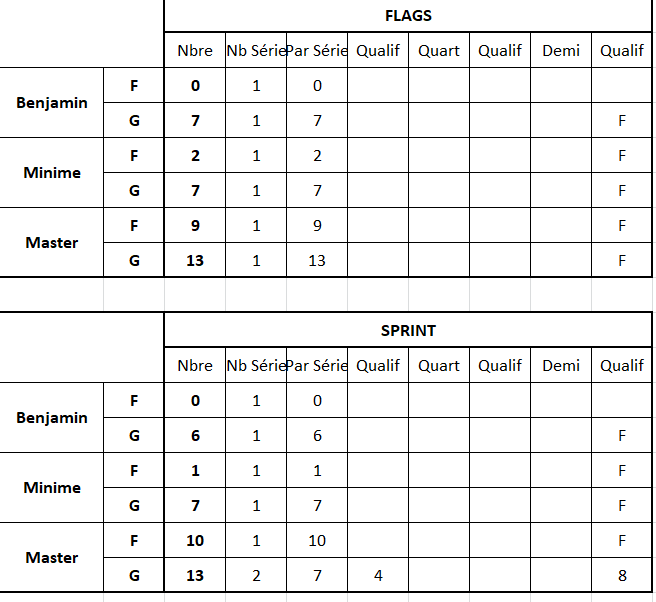 FLAGS
Nbre Nb Série Par Série Qualif Quart Qualif Demi Qualif
Benjamin F 0 1 0
G 7 1 7 F
Minime F 2 1 2 F
G 7 1 7 F
Master F 9 1 9 F
G 13 1 13 F
SPRINT
Nbre Nb Série Par Série Qualif Quart Qualif Demi Qualif
Benjamin F 0 1 0
G 6 1 6 F
Minime F 1 1 1 F
G 7 1 7 F
Master F 10 1 10 F
G 13 2 7 4 8